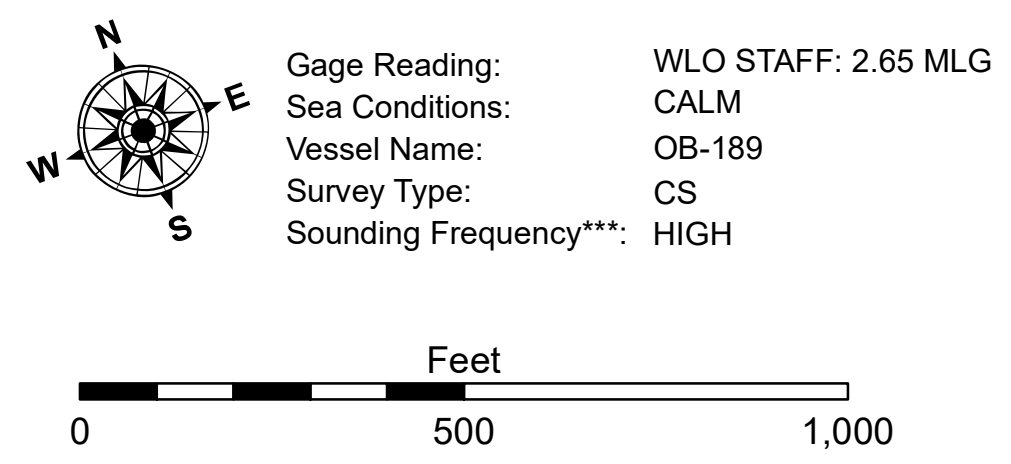 N
E
W
S
Gage Reading: WLO STAFF: 2.65 MLG
Sea Conditions: CALM
Vessel Name: OB-189
Survey Type: CS
Sounding Frequency***: HIGH
Feet
0 500 1,000